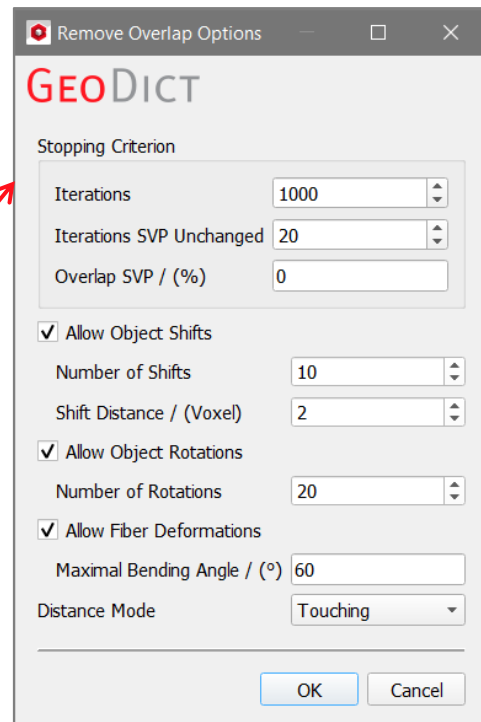 Remove Overlap Options
GEODICT
Stopping Criterion
Iterations 1000
Iterations SVP Unchanged 20
Overlap SVP / (%) 0
Allow Object Shifts
Number of Shifts 10
Shift Distance / (Voxel) 2
Allow Object Rotations
Number of Rotations 20
Allow Fiber Deformations
Maximal Bending Angle / (°) 60
Distance Mode Touching
OK Cancel